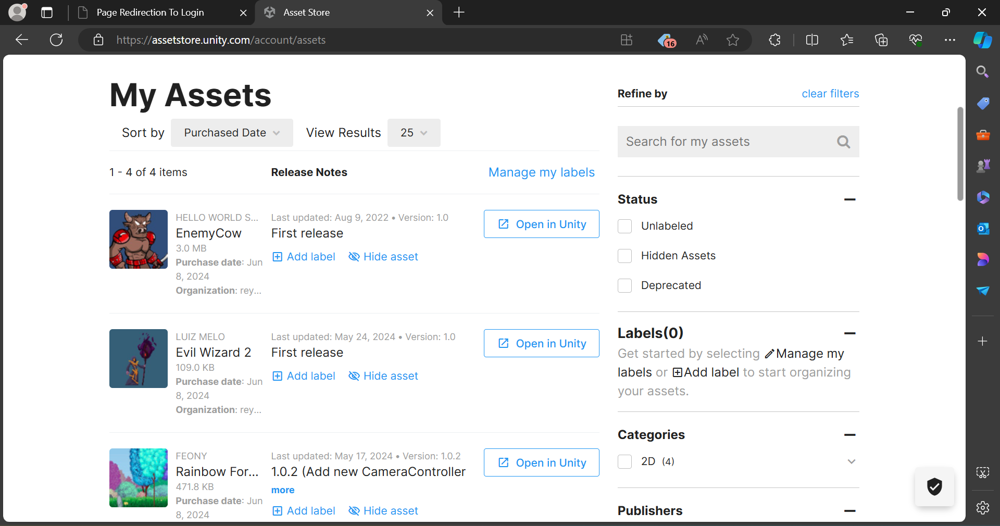 Page Redirection To Login
Asset Store
https://assetstore.unity.com/account/assets
16
My Assets
Sort by
Purchased Date
View Results
25
1 - 4 of 4 items
Release Notes
Manage my labels
HELLO WORLD S...
EnemyCow
3.0 MB
Purchase date: Jun
8, 2024
Organization: rey...
Last updated: Aug 9, 2022 • Version: 1.0
First release
Add label
Hide asset
Open in Unity
LUIZ MELO
Evil Wizard 2
109.0 KB
Purchase date: Jun
8, 2024
Organization: rey...
Last updated: May 24, 2024 • Version: 1.0
First release
Add label
Hide asset
Open in Unity
FEONY
Rainbow For...
471.8 KB
Purchase date: Jun
8, 2024
Last updated: May 17, 2024 • Version: 1.0.2
1.0.2 (Add new CameraController
more
Add label
Hide asset
Open in Unity
Refine by
clear filters
Search for my assets
Status
Unlabeled
Hidden Assets
Deprecated
Labels(0)
Get started by selecting Manage my
labels or Add label to start organizing
your assets.
Categories
2D (4)
Publishers